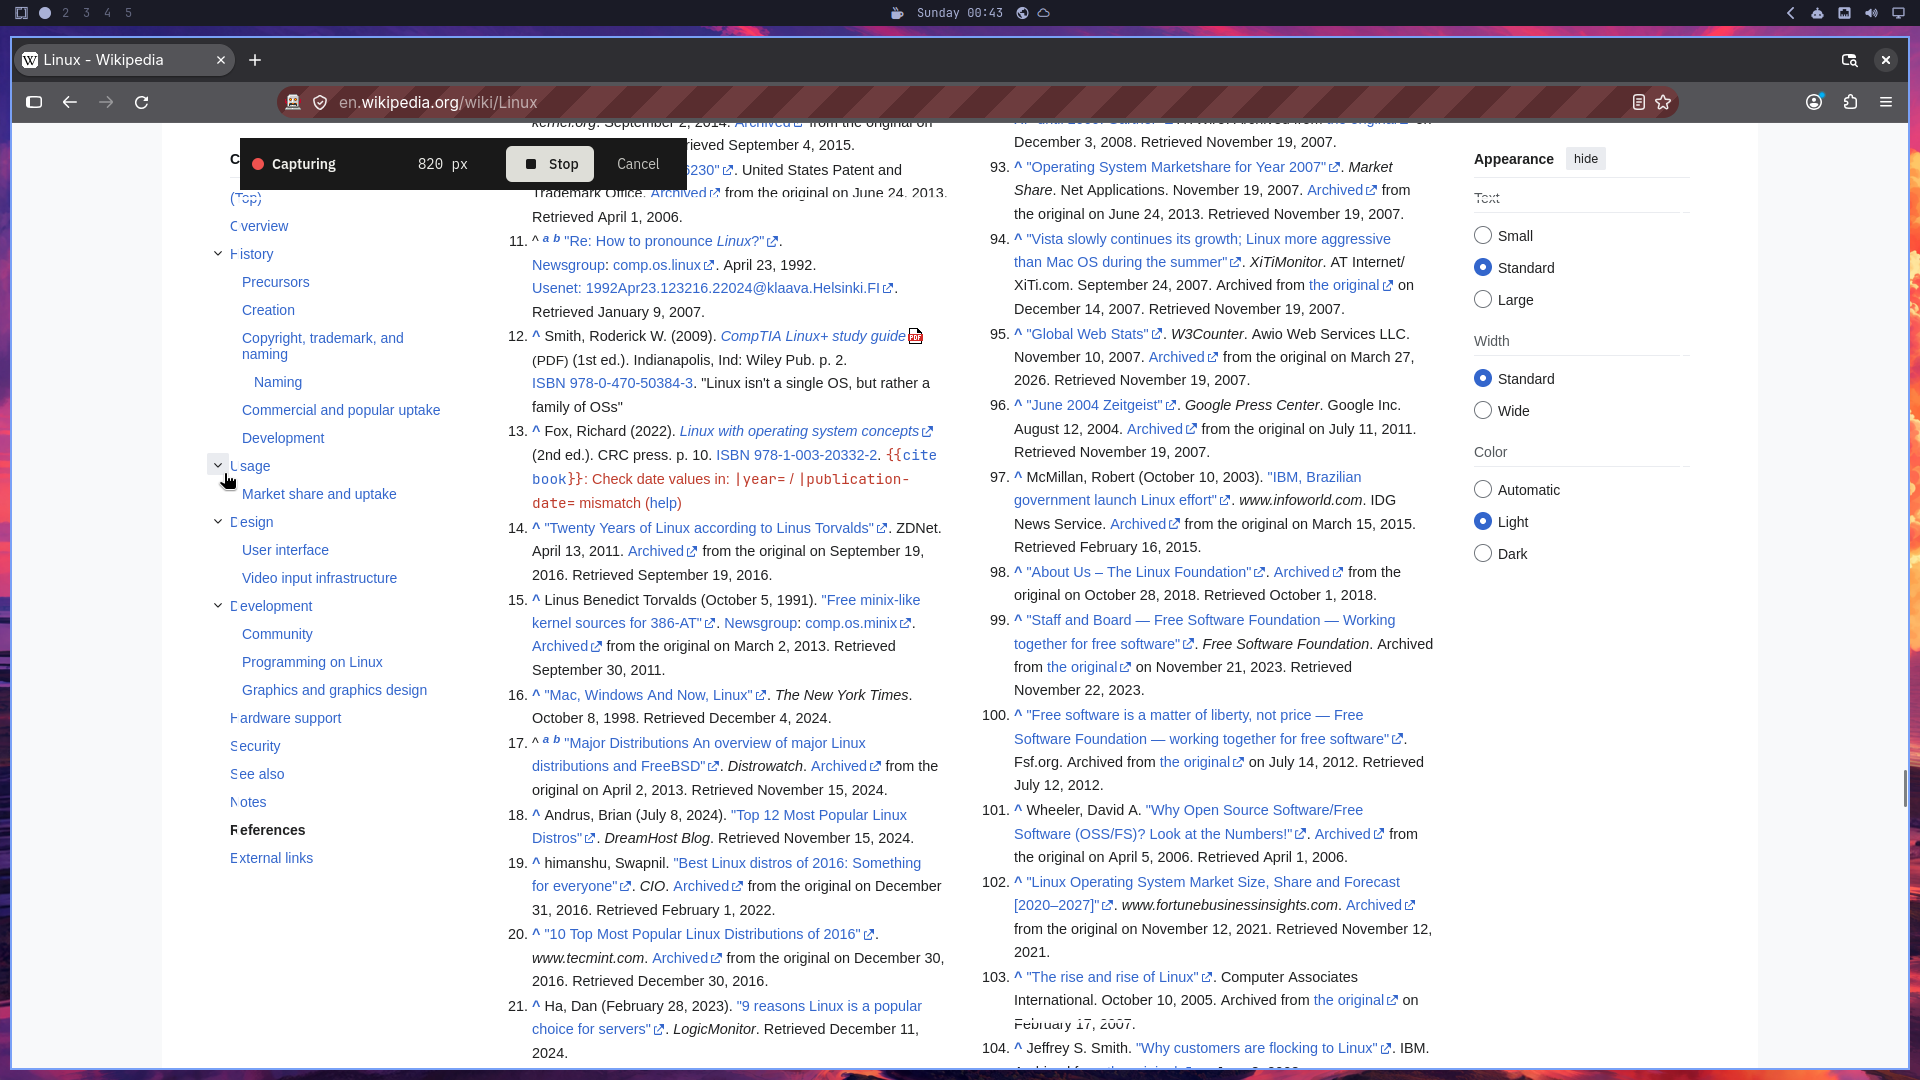 2 3 4 5
Sunday 00:43
Linux - Wikipedia
en.wikipedia.org/wiki/Linux
Capturing 820 px Stop Cancel
(Top)
Overview
History
Precursors
Creation
Copyright, trademark, and
naming
Naming
Commercial and popular uptake
Development
Usage
Market share and uptake
Design
User interface
Video input infrastructure
Development
Community
Programming on Linux
Graphics and graphics design
Hardware support
Security
See also
Notes
References
External links
kernel.org. September 2, 2014. Archived from the original on
rieved September 4, 2015.
6230". United States Patent and
Trademark Office. Archived from the original on June 24, 2013.
Retrieved April 1, 2006.
11. ^ a b "Re: How to pronounce Linux?".
Newsgroup: comp.os.linux. April 23, 1992.
Usenet: 1992Apr23.123216.22024@klaava.Helsinki.FI.
Retrieved January 9, 2007.
12. ^ Smith, Roderick W. (2009). CompTIA Linux+ study guide
(PDF) (1st ed.). Indianapolis, Ind: Wiley Pub. p. 2.
ISBN 978-0-470-50384-3. "Linux isn't a single OS, but rather a
family of OSs"
13. ^ Fox, Richard (2022). Linux with operating system concepts
(2nd ed.). CRC press. p. 10. ISBN 978-1-003-20332-2. {{cite
book}}: Check date values in: |year= / |publication-
date= mismatch (help)
14. ^ "Twenty Years of Linux according to Linus Torvalds". ZDNet.
April 13, 2011. Archived from the original on September 19,
2016. Retrieved September 19, 2016.
15. ^ Linus Benedict Torvalds (October 5, 1991). "Free minix-like
kernel sources for 386-AT". Newsgroup: comp.os.minix.
Archived from the original on March 2, 2013. Retrieved
September 30, 2011.
16. ^ "Mac, Windows And Now, Linux". The New York Times.
October 8, 1998. Retrieved December 4, 2024.
17. ^ a b "Major Distributions An overview of major Linux
distributions and FreeBSD". Distrowatch. Archived from the
original on April 2, 2013. Retrieved November 15, 2024.
18. ^ Andrus, Brian (July 8, 2024). "Top 12 Most Popular Linux
Distros". DreamHost Blog. Retrieved November 15, 2024.
19. ^ himanshu, Swapnil. "Best Linux distros of 2016: Something
for everyone". CIO. Archived from the original on December
31, 2016. Retrieved February 1, 2022.
20. ^ "10 Top Most Popular Linux Distributions of 2016".
www.tecmint.com. Archived from the original on December 30,
2016. Retrieved December 30, 2016.
21. ^ Ha, Dan (February 28, 2023). "9 reasons Linux is a popular
choice for servers". LogicMonitor. Retrieved December 11,
2024.
December 3, 2008. Retrieved November 19, 2007.
93. ^ "Operating System Marketshare for Year 2007". Market
Share. Net Applications. November 19, 2007. Archived from
the original on June 24, 2013. Retrieved November 19, 2007.
94. ^ "Vista slowly continues its growth; Linux more aggressive
than Mac OS during the summer". XiTiMonitor. AT Internet/
XiTi.com. September 24, 2007. Archived from the original on
December 14, 2007. Retrieved November 19, 2007.
95. ^ "Global Web Stats". W3Counter. Awio Web Services LLC.
November 10, 2007. Archived from the original on March 27,
2026. Retrieved November 19, 2007.
96. ^ "June 2004 Zeitgeist". Google Press Center. Google Inc.
August 12, 2004. Archived from the original on July 11, 2011.
Retrieved November 19, 2007.
97. ^ McMillan, Robert (October 10, 2003). "IBM, Brazilian
government launch Linux effort". www.infoworld.com. IDG
News Service. Archived from the original on March 15, 2015.
Retrieved February 16, 2015.
98. ^ "About Us – The Linux Foundation". Archived from the
original on October 28, 2018. Retrieved October 1, 2018.
99. ^ "Staff and Board — Free Software Foundation — Working
together for free software". Free Software Foundation. Archived
from the original on November 21, 2023. Retrieved
November 22, 2023.
100. ^ "Free software is a matter of liberty, not price — Free
Software Foundation — working together for free software".
Fsf.org. Archived from the original on July 14, 2012. Retrieved
July 12, 2012.
101. ^ Wheeler, David A. "Why Open Source Software/Free
Software (OSS/FS)? Look at the Numbers!". Archived from
the original on April 5, 2006. Retrieved April 1, 2006.
102. ^ "Linux Operating System Market Size, Share and Forecast
[2020–2027]". www.fortunebusinessinsights.com. Archived
from the original on November 12, 2021. Retrieved November 12,
2021.
103. ^ "The rise and rise of Linux". Computer Associates
International. October 10, 2005. Archived from the original on
February 17, 2007.
104. ^ Jeffrey S. Smith. "Why customers are flocking to Linux". IBM.
Appearance hide
Text
Small
Standard
Large
Width
Standard
Wide
Color
Automatic
Light
Dark